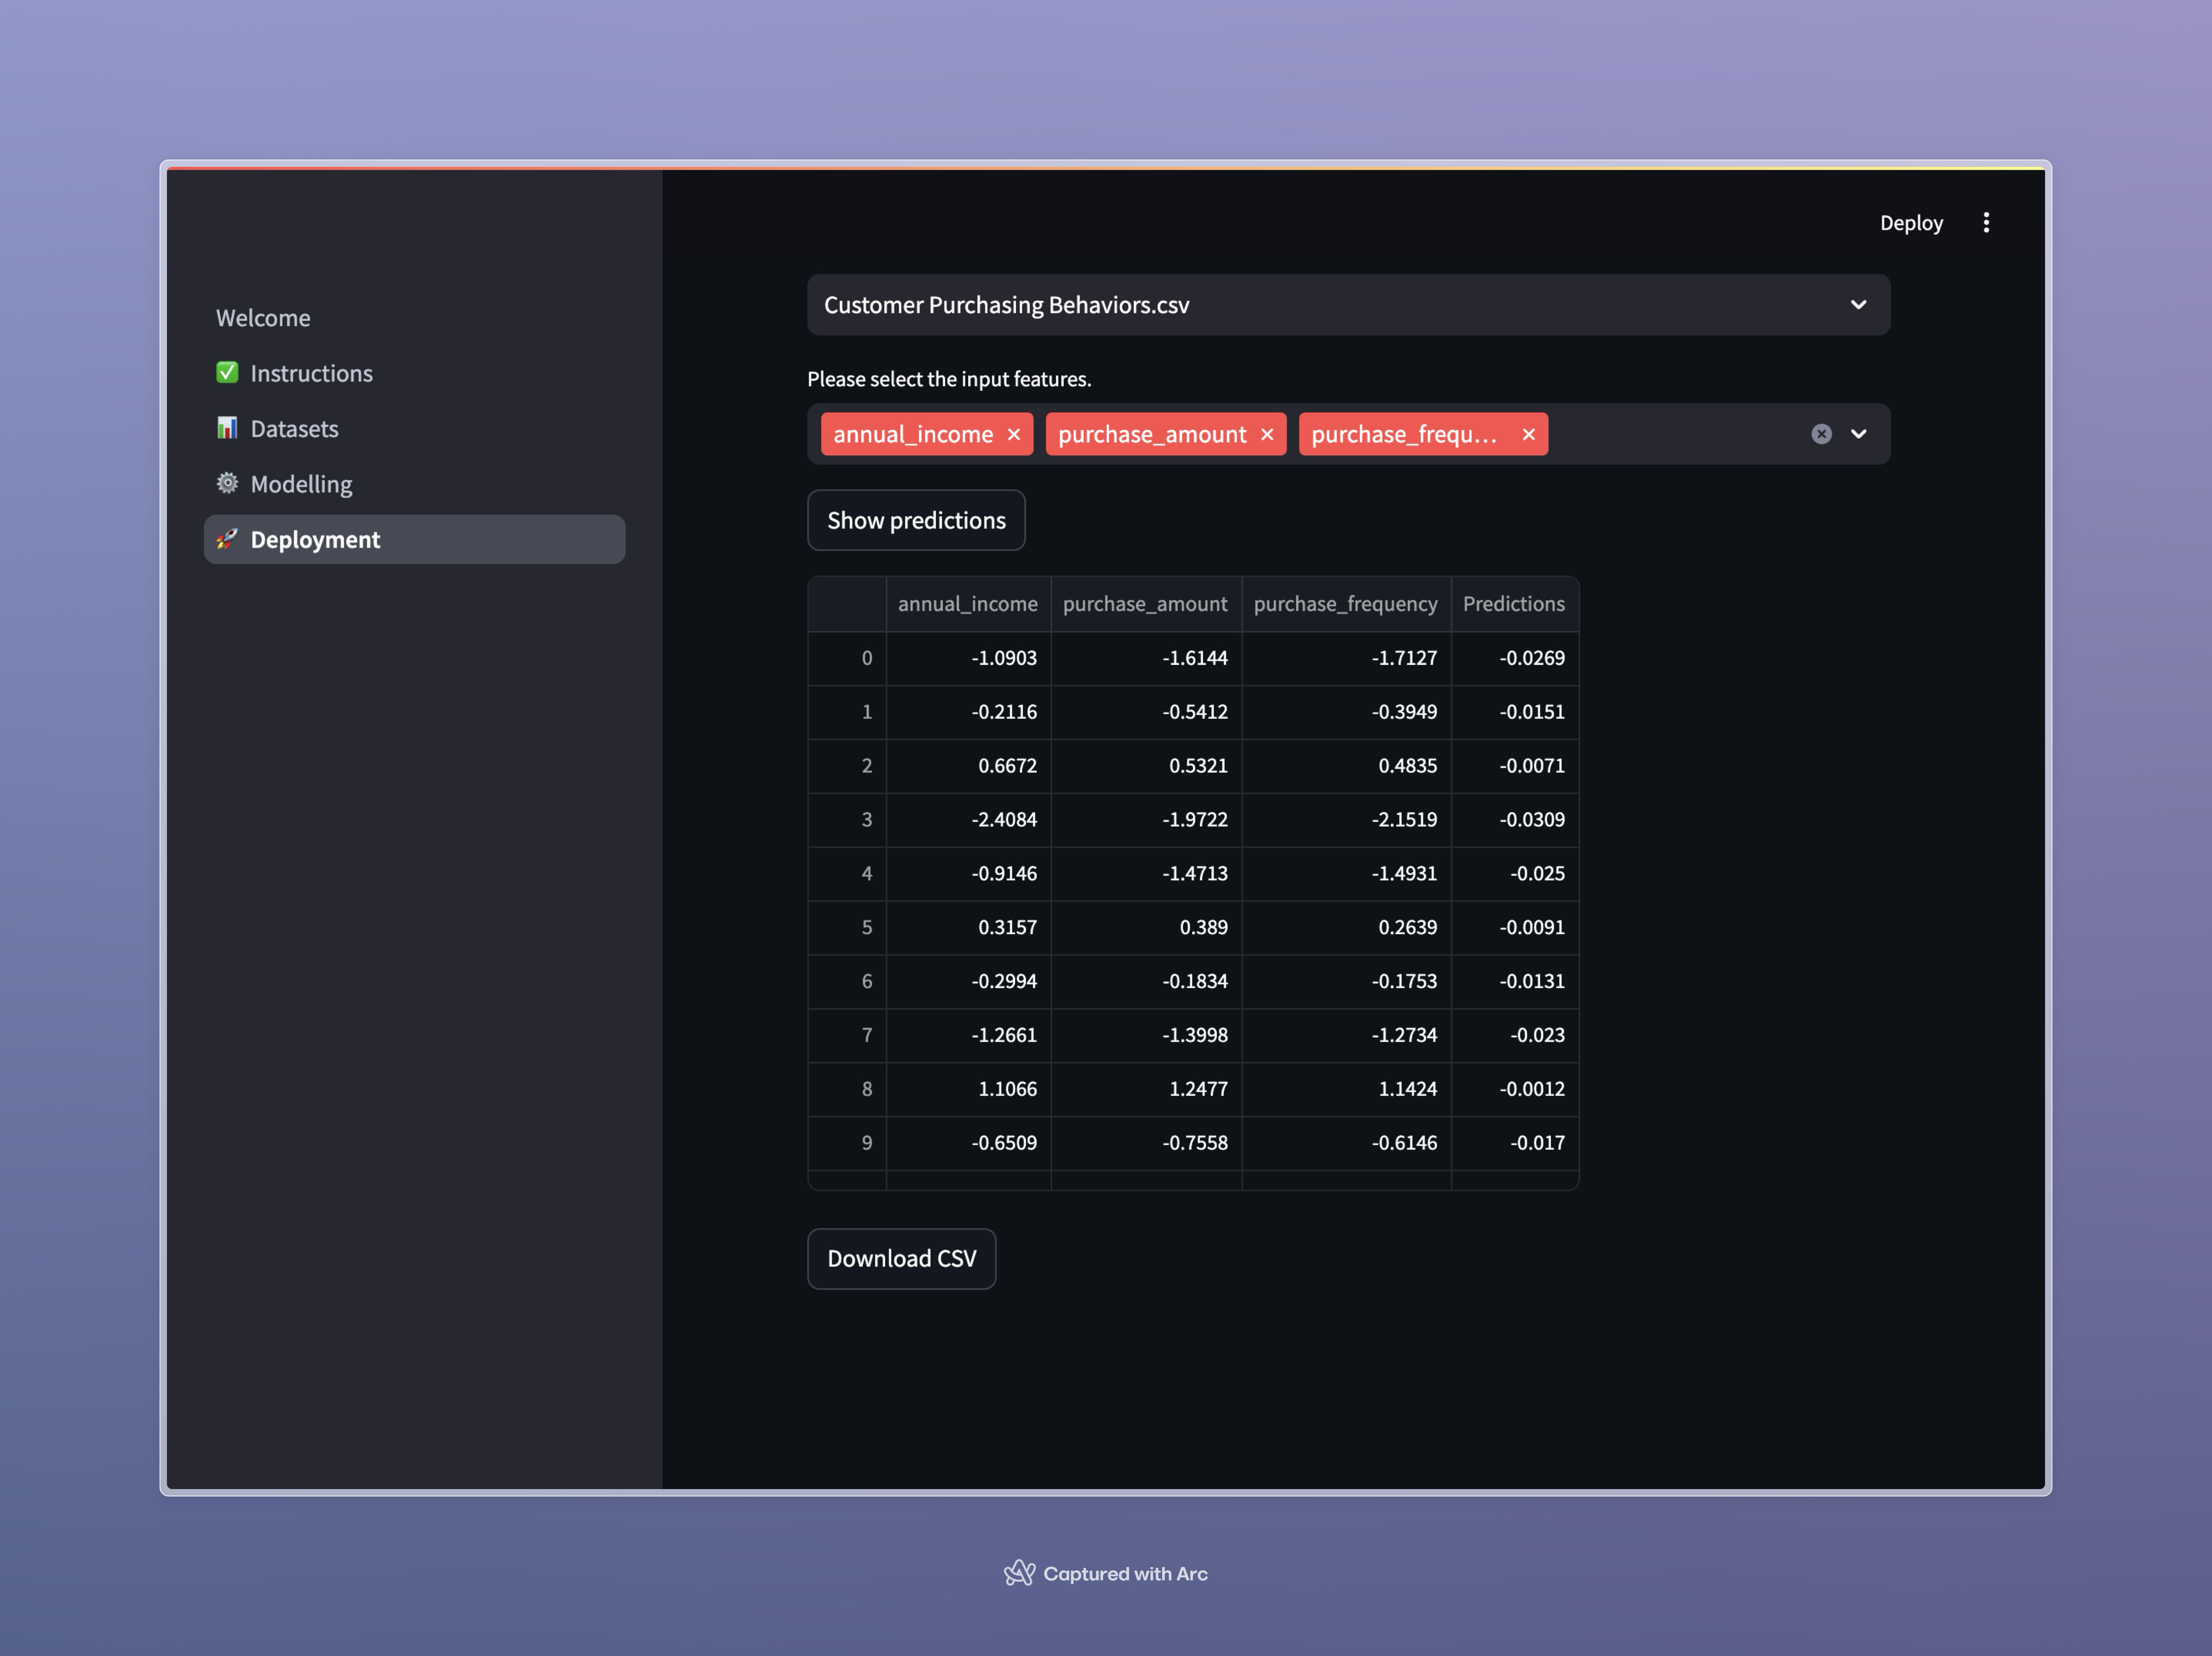 Deploy
Welcome
✅ Instructions
📊 Datasets
⚙️ Modelling
🚀 Deployment
Customer Purchasing Behaviors.csv
Please select the input features.
annual_income × purchase_amount × purchase_frequ... ×
Show predictions
annual_income purchase_amount purchase_frequency Predictions
0 -1.0903 -1.6144 -1.7127 -0.0269
1 -0.2116 -0.5412 -0.3949 -0.0151
2 0.6672 0.5321 0.4835 -0.0071
3 -2.4084 -1.9722 -2.1519 -0.0309
4 -0.9146 -1.4713 -1.4931 -0.025
5 0.3157 0.389 0.2639 -0.0091
6 -0.2994 -0.1834 -0.1753 -0.0131
7 -1.2661 -1.3998 -1.2734 -0.023
8 1.1066 1.2477 1.1424 -0.0012
9 -0.6509 -0.7558 -0.6146 -0.017
Download CSV
Captured with Arc